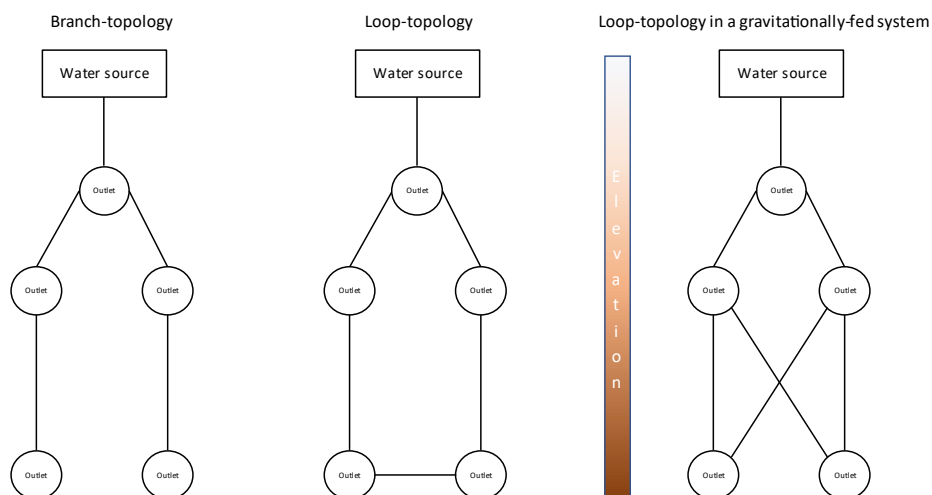 Branch-topology
Loop-topology
Loop-topology in a gravitationally-fed system
Water source
Water source
Water source
Outlet
Outlet
Outlet
Elevation
Outlet
Outlet
Outlet
Outlet
Outlet
Outlet
Outlet
Outlet
Outlet
Outlet
Outlet
Outlet